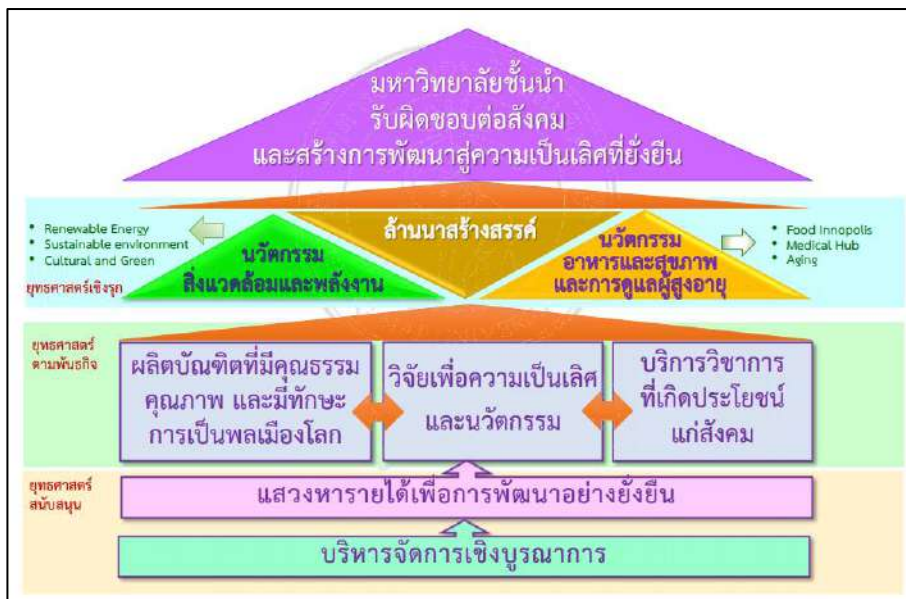 มหาวิทยาลัยชั้นนำ
รับผิดชอบต่อสังคม
และสร้างการพัฒนาสู่ความเป็นเลิศที่ยั่งยืน
• Renewable Energy
• Sustainable environment
• Cultural and Green
ยุทธศาสตร์เชิงรุก
นวัตกรรม
สิ่งแวดล้อมและพลังงาน
ล้านนาสร้างสรรค์
นวัตกรรม
อาหารและสุขภาพ
และการดูแลผู้สูงอายุ
• Food Innopolis
• Medical Hub
• Aging
ยุทธศาสตร์
ตามพันธกิจ
ผลิตบัณฑิตที่มีคุณธรรม
คุณภาพ และมีทักษะ
การเป็นพลเมืองโลก
วิจัยเพื่อความเป็นเลิศ
และนวัตกรรม
บริการวิชาการ
ที่เกิดประโยชน์
แก่สังคม
ยุทธศาสตร์
สนับสนุน
แสวงหารายได้เพื่อการพัฒนาอย่างยั่งยืน
บริหารจัดการเชิงบูรณาการ